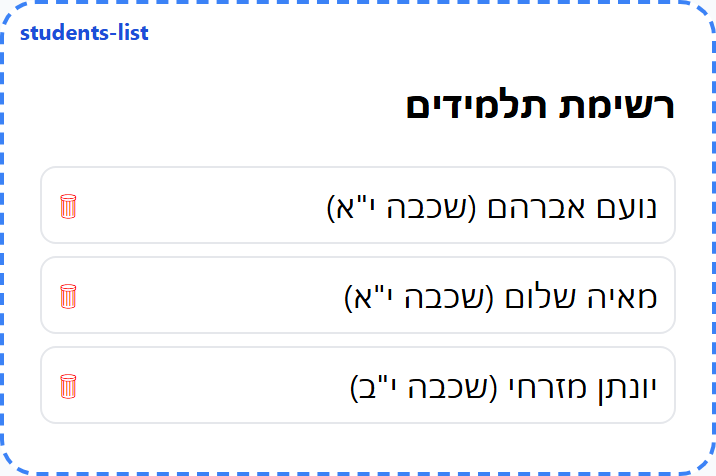 students-list
רשימת תלמידים
נועם אברהם (שכבה י"א)
מאיה שלום (שכבה י"א)
יונתן מזרחי (שכבה י"ב)